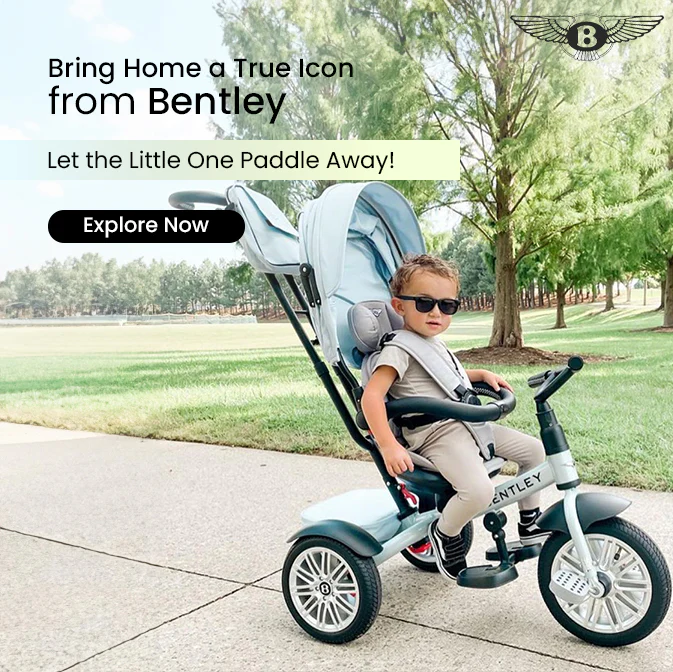 B
Bring Home a True Icon
from Bentley
Let the Little One Paddle Away!
Explore Now
BENTLEY
B